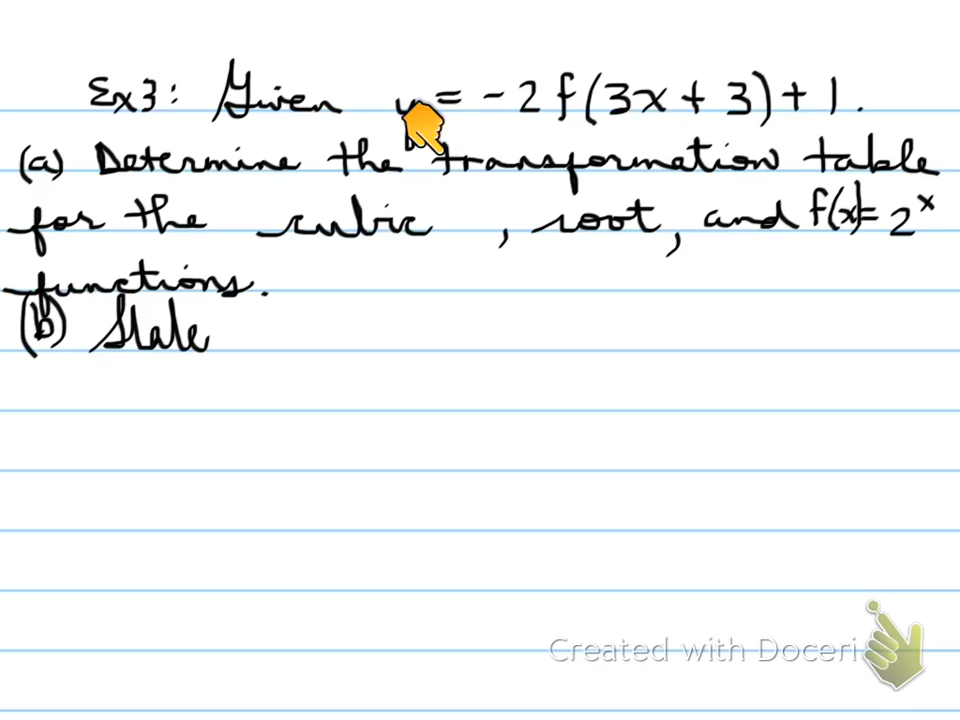 Ex3: Given y = -2f(3x + 3) + 1.
(a) Determine the transformation table
for the cubic, root, and f(x) = 2^x
functions.
(b) State
Created with Doceri